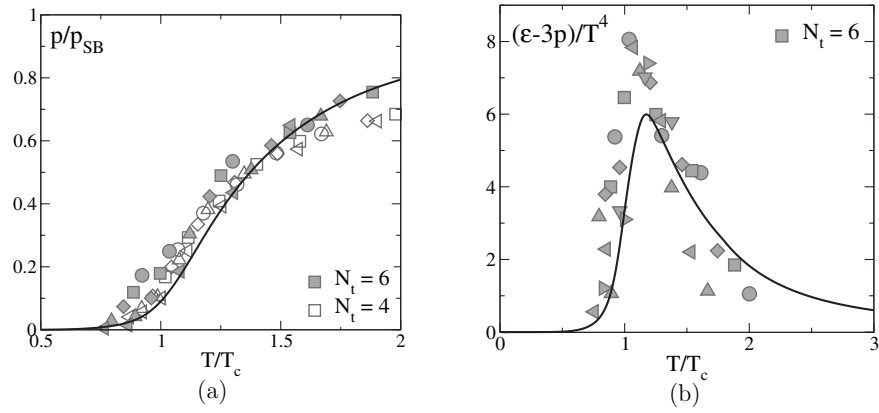 p/p_SB
1
0.8
0.6
0.4
0.2
0
0.5 1 1.5 2
T/T_c
N_t = 6
N_t = 4
(a)
(ε-3p)/T^4
N_t = 6
8
6
4
2
0
0 1 2 3
T/T_c
(b)